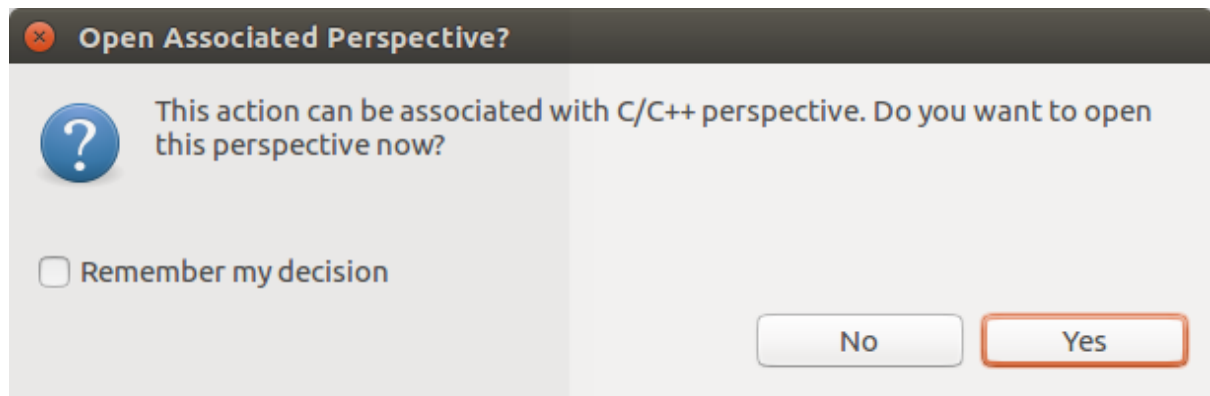 Open Associated Perspective?
This action can be associated with C/C++ perspective. Do you want to open
this perspective now?
Remember my decision
No
Yes